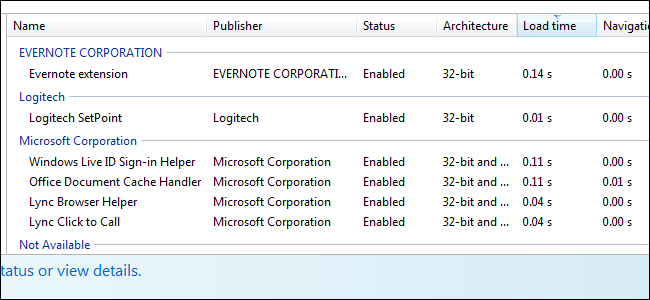 Name Publisher Status Architecture Load time Navigatio
EVERNOTE CORPORATION
Evernote extension EVERNOTE CORPORATI... Enabled 32-bit 0.14 s 0.00 s
Logitech
Logitech SetPoint Logitech Enabled 32-bit 0.01 s 0.00 s
Microsoft Corporation
Windows Live ID Sign-in Helper Microsoft Corporation Enabled 32-bit and ... 0.11 s 0.00 s
Office Document Cache Handler Microsoft Corporation Enabled 32-bit and ... 0.11 s 0.01 s
Lync Browser Helper Microsoft Corporation Enabled 32-bit and ... 0.04 s 0.00 s
Lync Click to Call Microsoft Corporation Enabled 32-bit and ... 0.04 s 0.00 s
Not Available
tatus or view details.